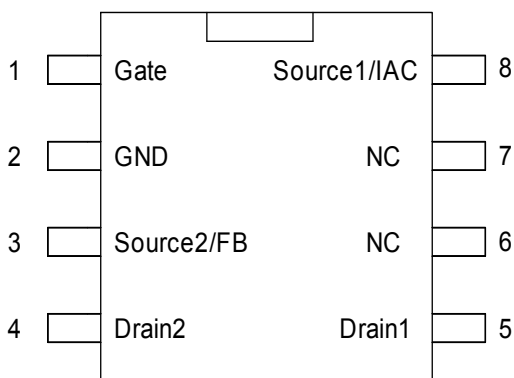 1 Gate Source1/IAC 8
2 GND NC 7
3 Source2/FB NC 6
4 Drain2 Drain1 5